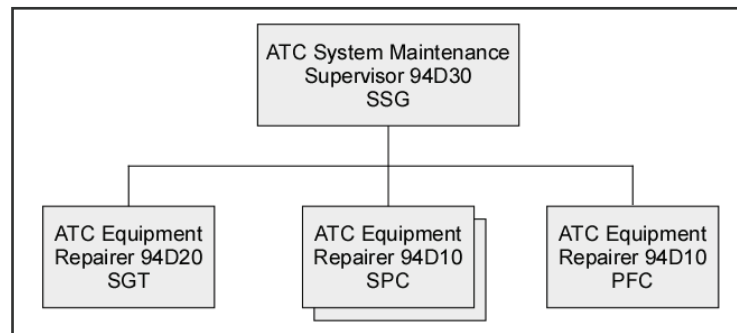 ATC System Maintenance
Supervisor 94D30
SSG
ATC Equipment
Repairer 94D20
SGT
ATC Equipment
Repairer 94D10
SPC
ATC Equipment
Repairer 94D10
PFC